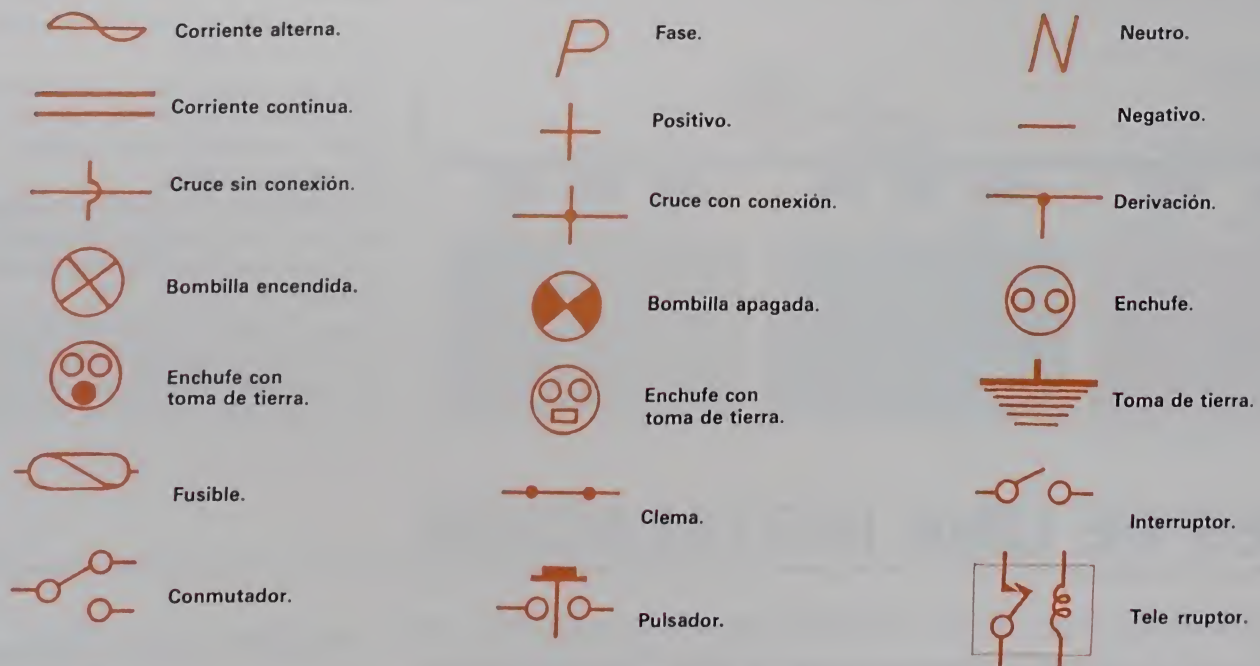 Corriente alterna.
P Fase.
N Neutro.
Corriente continua.
Positivo.
Negativo.
Cruce sin conexión.
Cruce con conexión.
Derivación.
Bombilla encendida.
Bombilla apagada.
Enchufe.
Enchufe con
toma de tierra.
Enchufe con
toma de tierra.
Toma de tierra.
Fusible.
Clema.
Interruptor.
Conmutador.
Pulsador.
Tele rruptor.